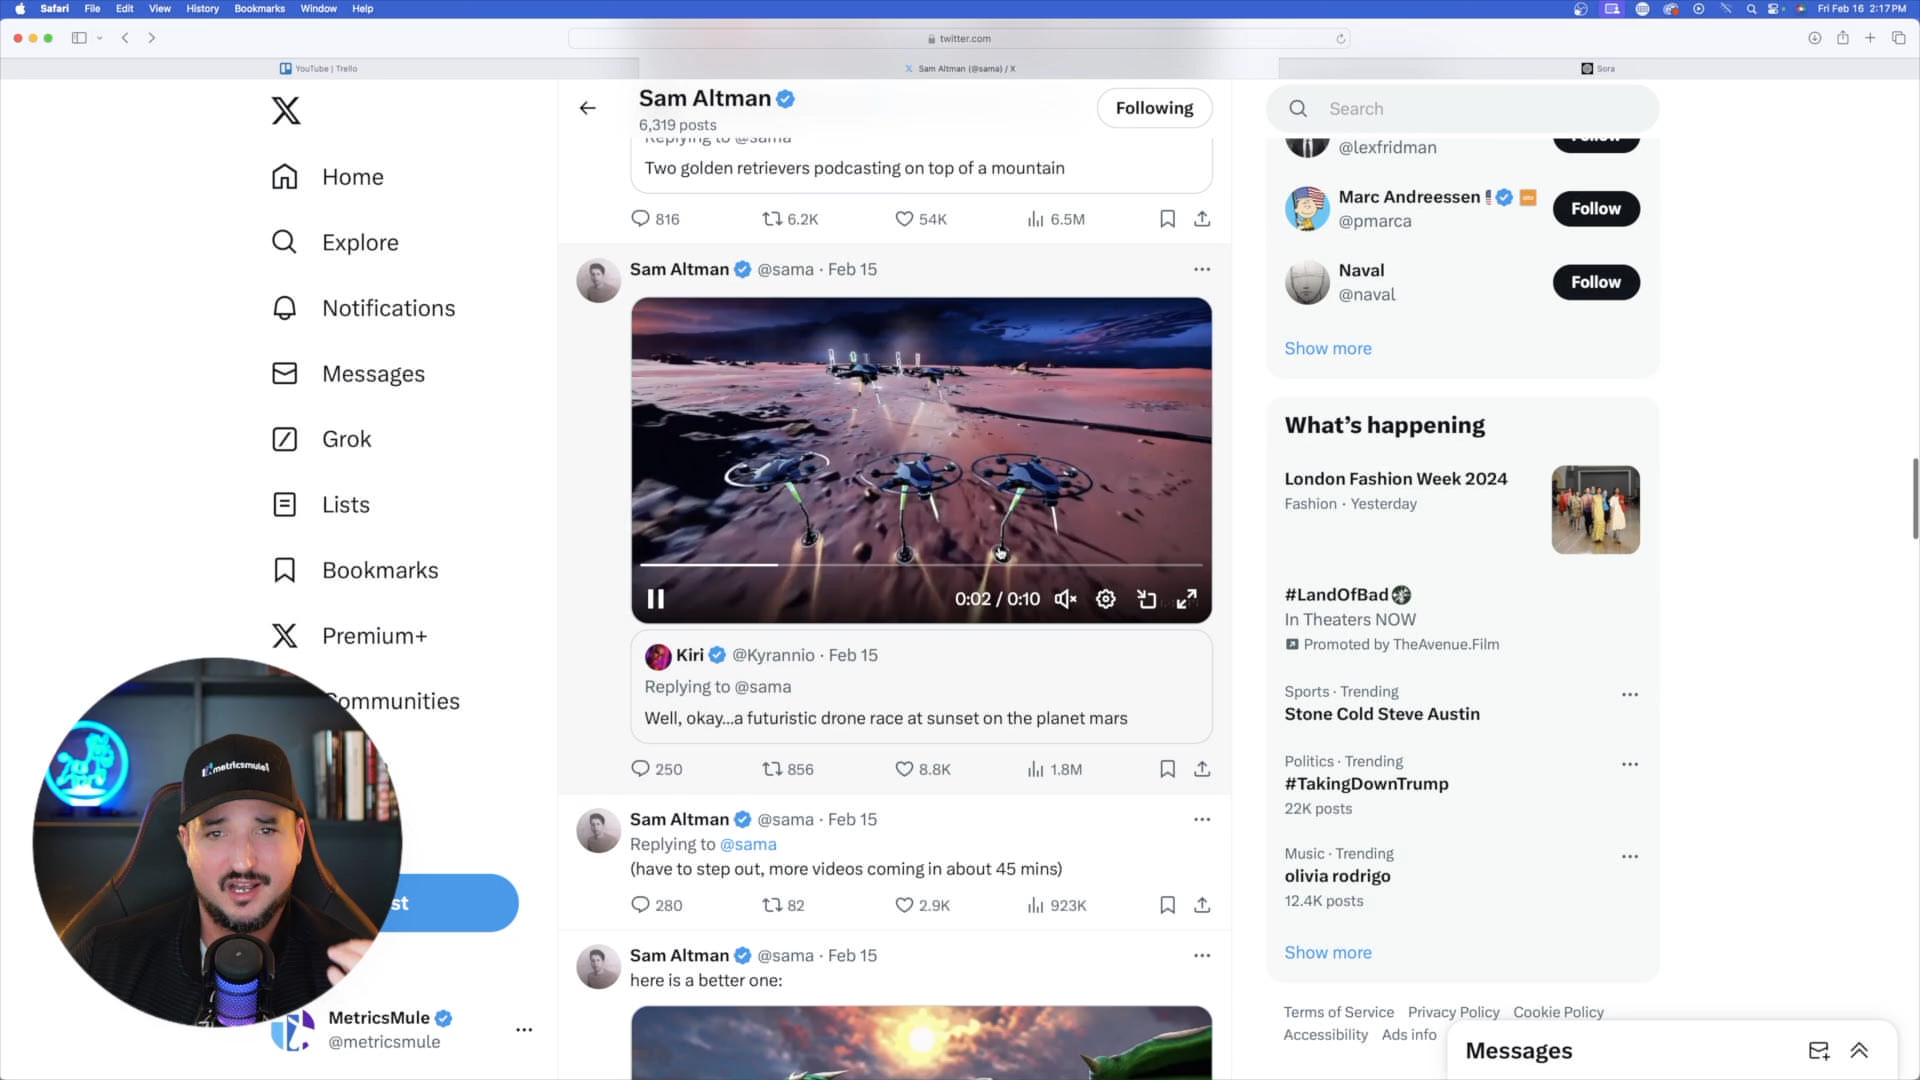 Safari File Edit View History Bookmarks Window Help
Fri Feb 16 2:17 PM
twitter.com
YouTube | Trello
Sam Altman (@sama) / X
Sora
Home
Explore
Notifications
Messages
Grok
Lists
Bookmarks
Premium+
Communities
st
metricsmule
MetricsMule
@metricsmule
Sam Altman
6,319 posts
Following
Replying to @sama
Two golden retrievers podcasting on top of a mountain
816 6.2K 54K 6.5M
Sam Altman @sama · Feb 15
0:02 / 0:10
Kiri @Kyrannio · Feb 15
Replying to @sama
Well, okay...a futuristic drone race at sunset on the planet mars
250 856 8.8K 1.8M
Sam Altman @sama · Feb 15
Replying to @sama
(have to step out, more videos coming in about 45 mins)
280 82 2.9K 923K
Sam Altman @sama · Feb 15
here is a better one:
Search
@lexfridman
Follow
Marc Andreessen
@pmarca
Follow
Naval
@naval
Follow
Show more
What's happening
London Fashion Week 2024
Fashion · Yesterday
#LandOfBad
In Theaters NOW
Promoted by TheAvenue.Film
Sports · Trending
Stone Cold Steve Austin
Politics · Trending
#TakingDownTrump
22K posts
Music · Trending
olivia rodrigo
12.4K posts
Show more
Terms of Service Privacy Policy Cookie Policy
Accessibility Ads info
Messages